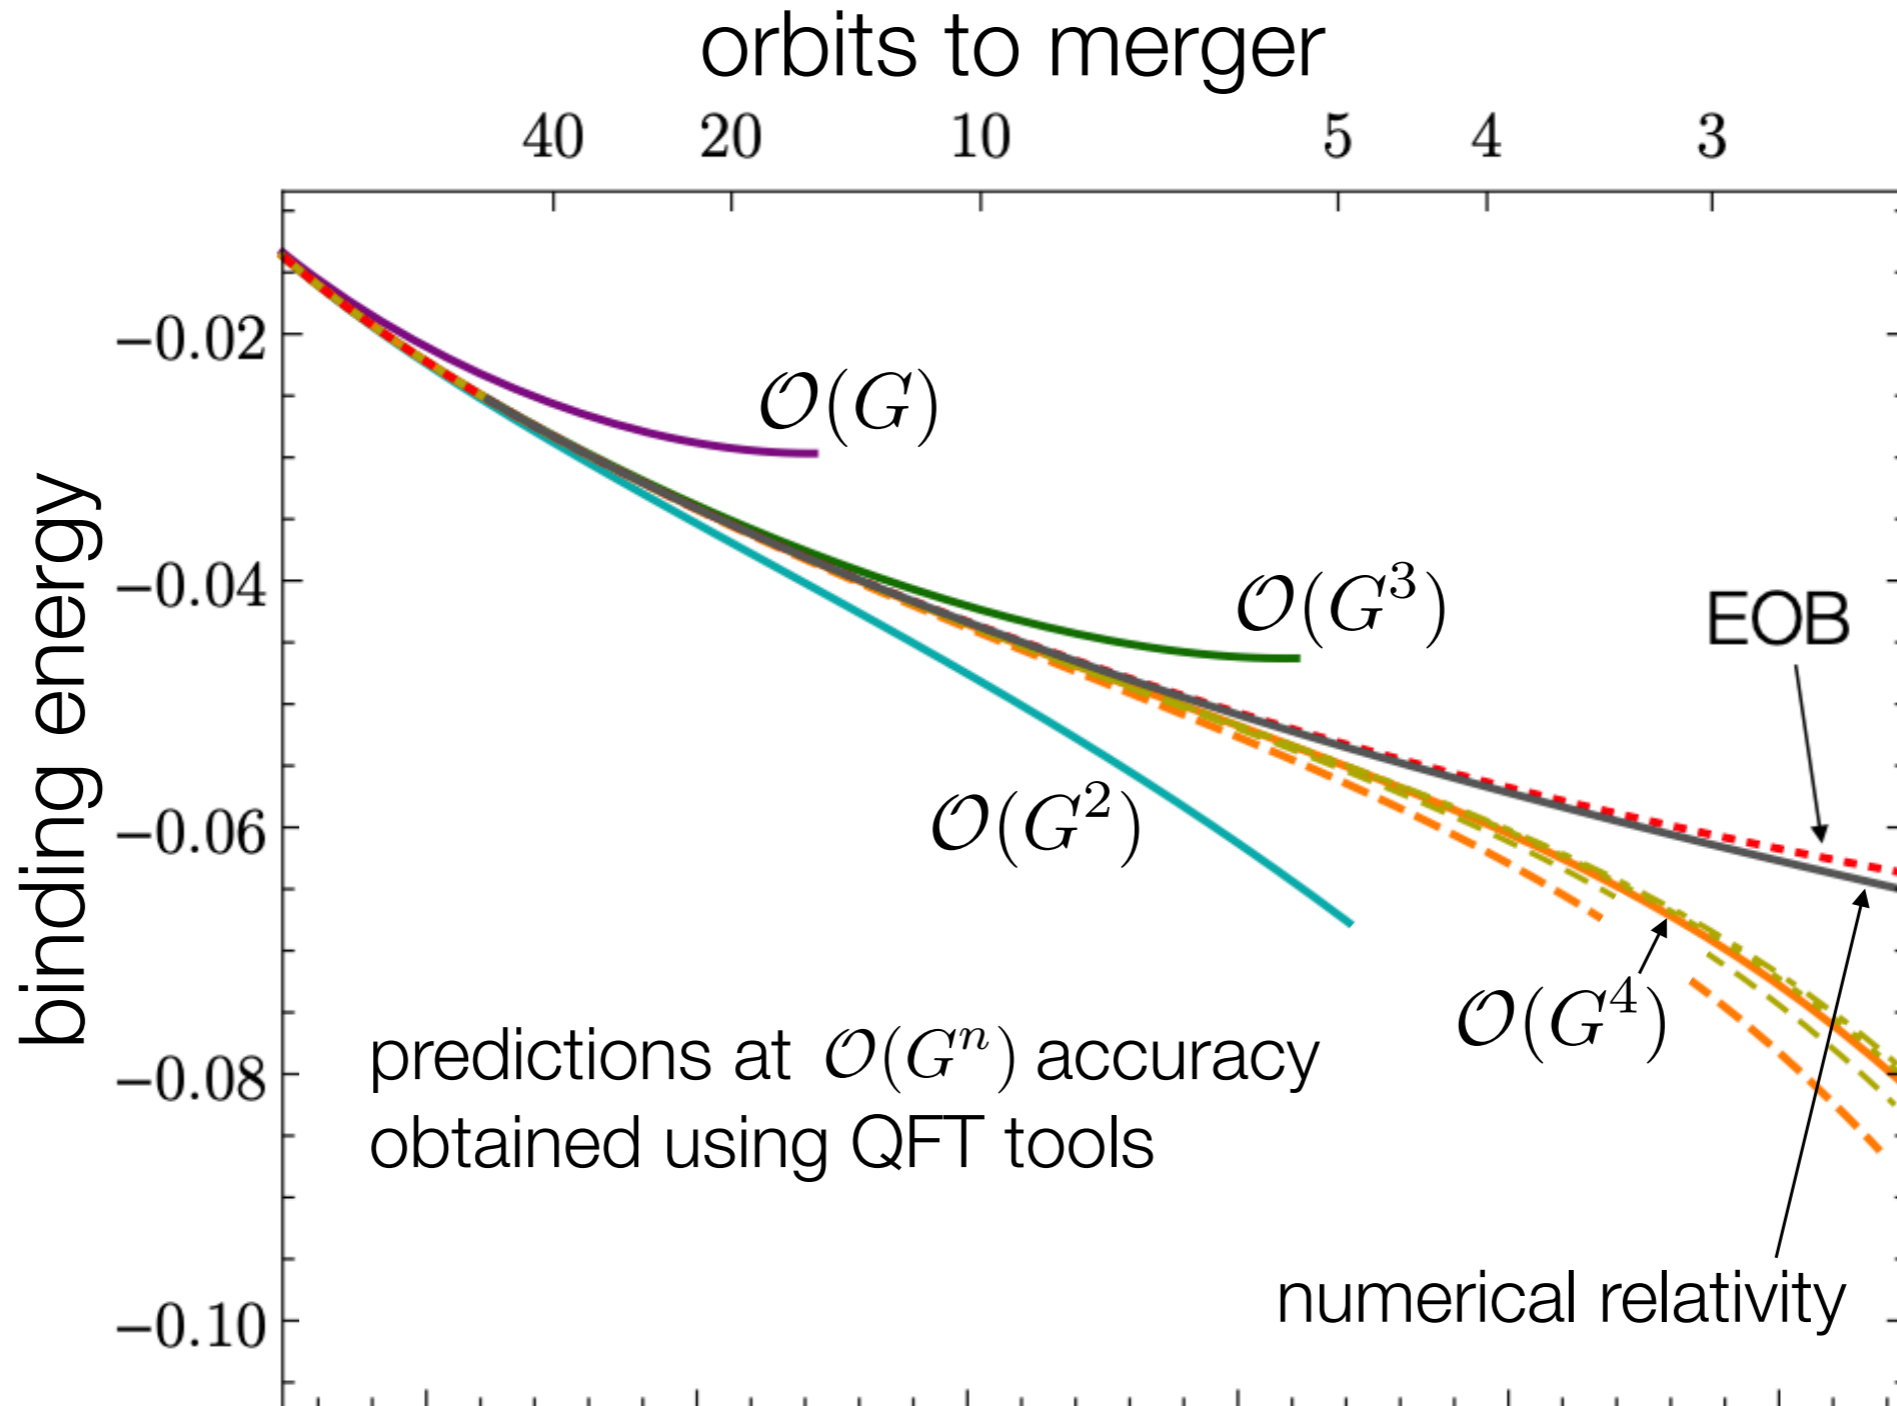 orbits to merger
40 20 10 5 4 3
−0.02
𝒪(G)
−0.04
𝒪(G³)
EOB
binding energy
−0.06
𝒪(G²)
𝒪(G⁴)
predictions at 𝒪(Gⁿ) accuracy
−0.08
obtained using QFT tools
numerical relativity
−0.10